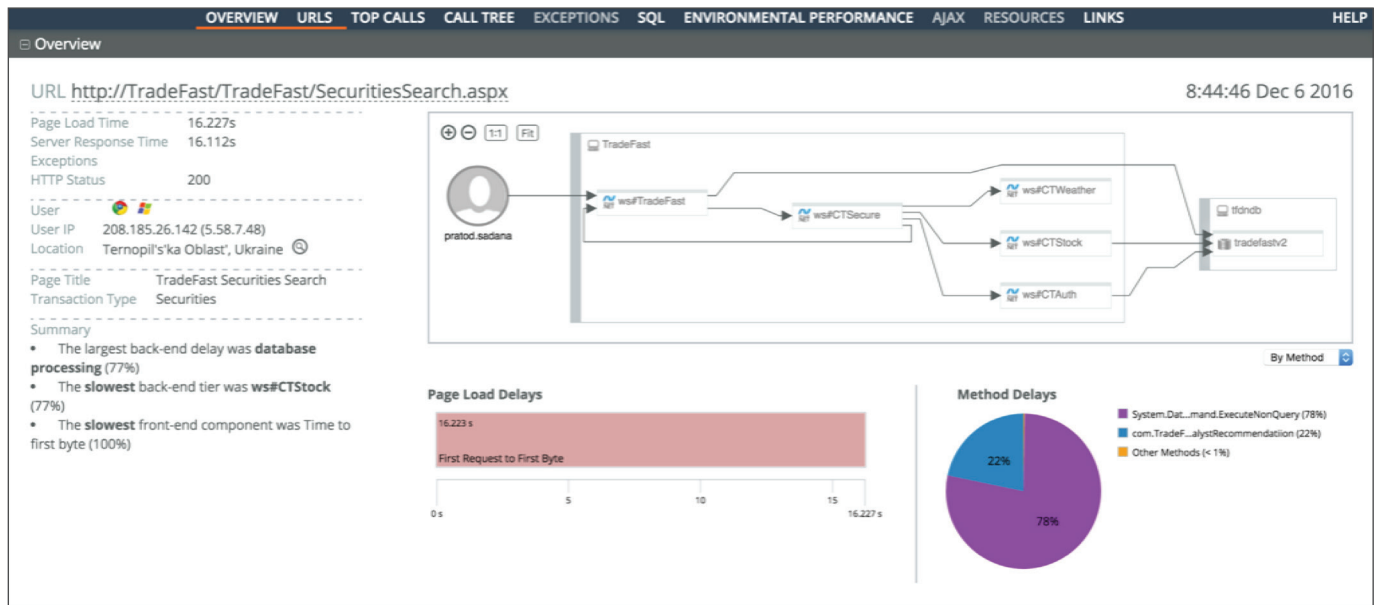 OVERVIEW URLS TOP CALLS CALL TREE EXCEPTIONS SQL ENVIRONMENTAL PERFORMANCE AJAX RESOURCES LINKS HELP
Overview
URL http://TradeFast/TradeFast/SecuritiesSearch.aspx
8:44:46 Dec 6 2016
Page Load Time 16.227s
Server Response Time 16.112s
Exceptions
HTTP Status 200
User
User IP 208.185.26.142 (5.58.7.48)
Location Ternopil's'ka Oblast', Ukraine
Page Title TradeFast Securities Search
Transaction Type Securities
Summary
• The largest back-end delay was database
processing (77%)
• The slowest back-end tier was ws#CTStock
(77%)
• The slowest front-end component was Time to
first byte (100%)
1:1 Fit
pratod.sadana
TradeFast
.NET ws#TradeFast
.NET ws#CTSecure
.NET ws#CTWeather
.NET ws#CTStock
.NET ws#CTAuth
tfdndb
tradefastv2
By Method
Page Load Delays
16.223 s
First Request to First Byte
5 10 15
0 s 16.227 s
Method Delays
22%
78%
System.Dat...mand.ExecuteNonQuery (78%)
com.TradeF...alystRecommendatiion (22%)
Other Methods (< 1%)